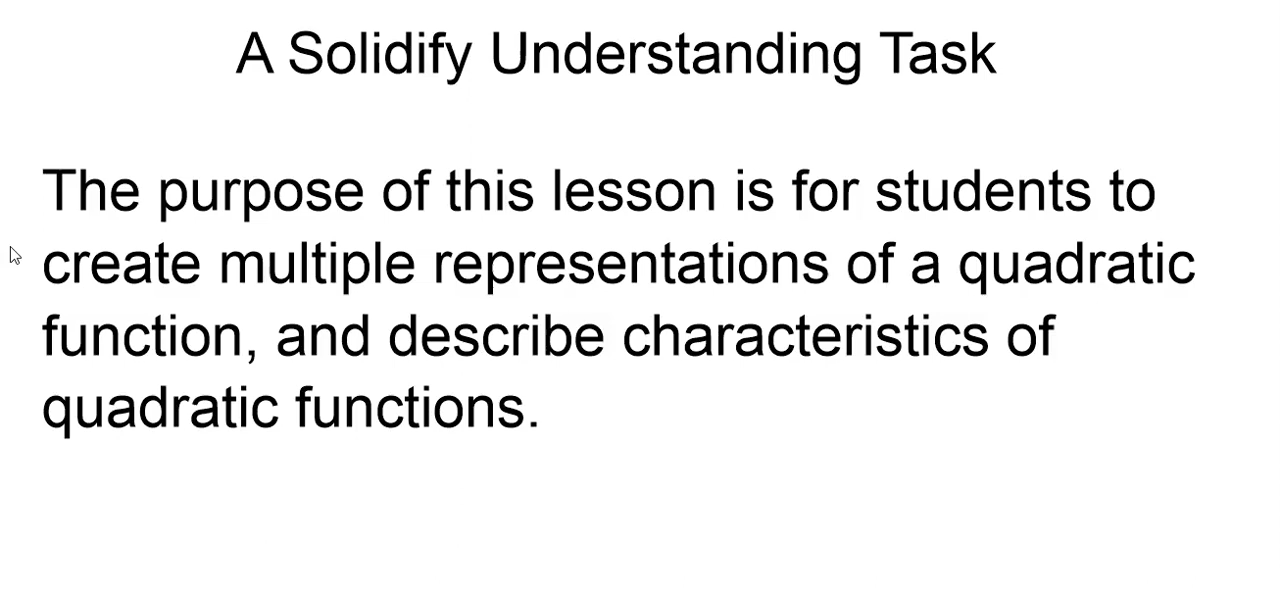 A Solidify Understanding Task
The purpose of this lesson is for students to
create multiple representations of a quadratic
function, and describe characteristics of
quadratic functions.